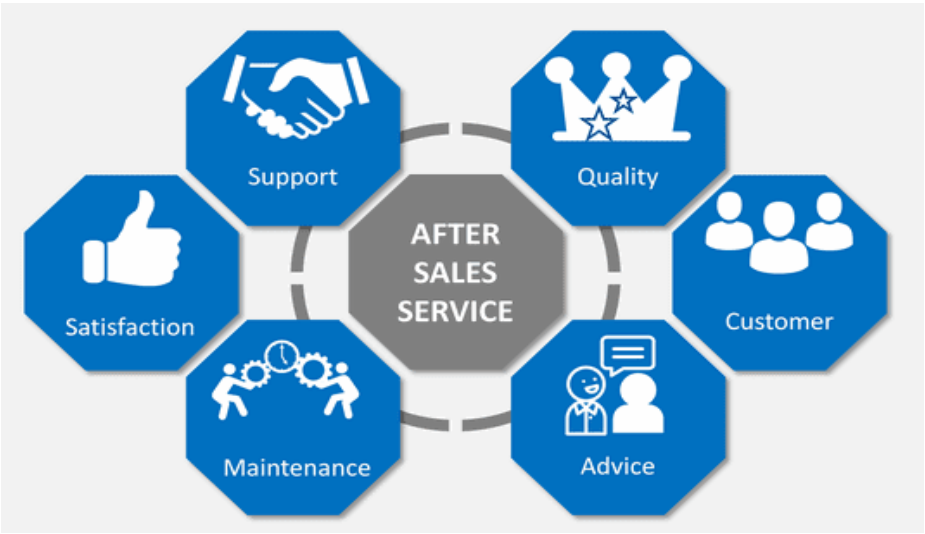 Support
Quality
AFTER
SALES
SERVICE
Satisfaction
Customer
Maintenance
Advice